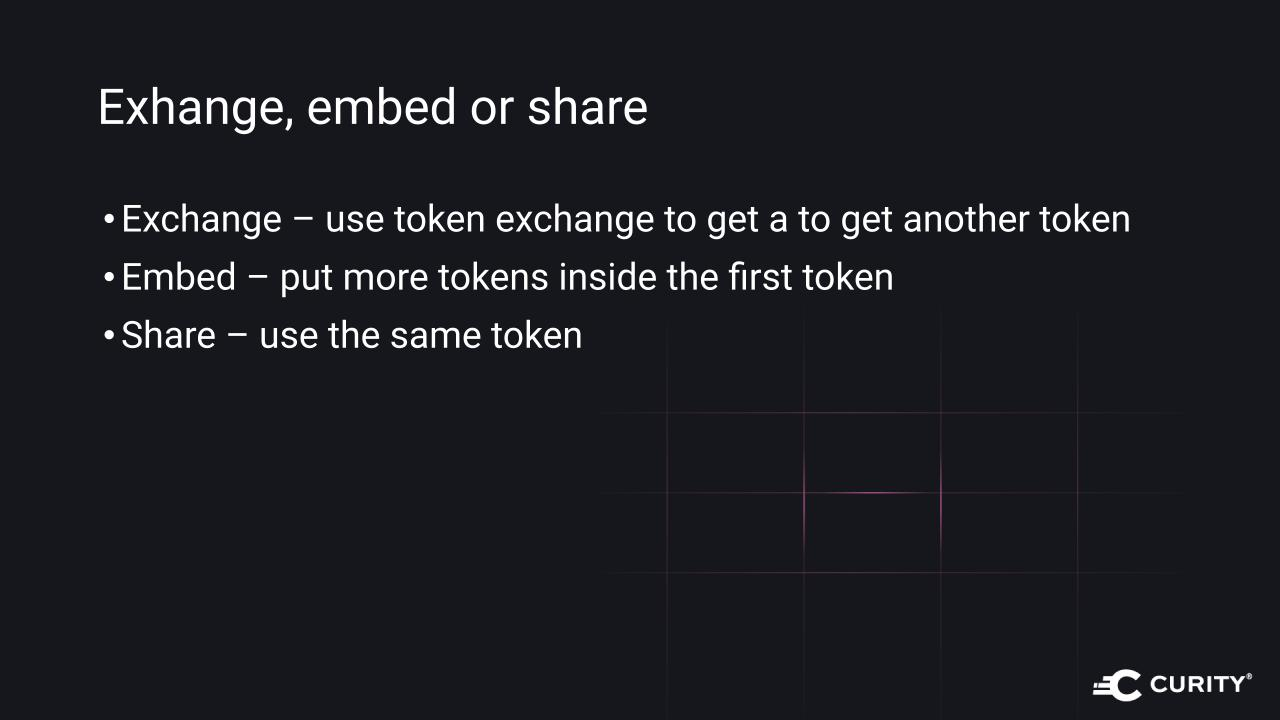 Exhange, embed or share
• Exchange – use token exchange to get a to get another token
• Embed – put more tokens inside the first token
• Share – use the same token
CURITY®